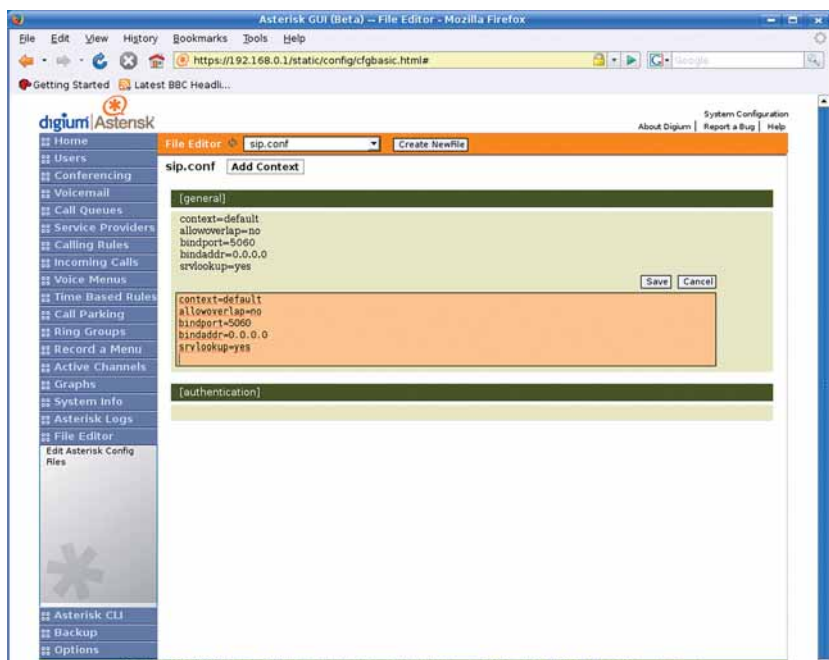 Asterisk GUI (Beta) -- File Editor - Mozilla Firefox
File Edit View History Bookmarks Tools Help
https://192.168.0.1/static/config/cfgbasic.html#
Google
Getting Started Latest BBC Headli...
digium Asterisk
System Configuration
About Digium | Report a Bug | Help
Home
Users
Conferencing
Voicemail
Call Queues
Service Providers
Calling Rules
Incoming Calls
Voice Menus
Time Based Rules
Call Parking
Ring Groups
Record a Menu
Active Channels
Graphs
System Info
Asterisk Logs
File Editor
Edit Asterisk Config
Files
Asterisk CLI
Backup
Options
File Editor sip.conf Create NewFile
sip.conf Add Context
[general]
context=default
allowoverlap=no
bindport=5060
bindaddr=0.0.0.0
srvlookup=yes
Save Cancel
context=default
allowoverlap=no
bindport=5060
bindaddr=0.0.0.0
srvlookup=yes
[authentication]